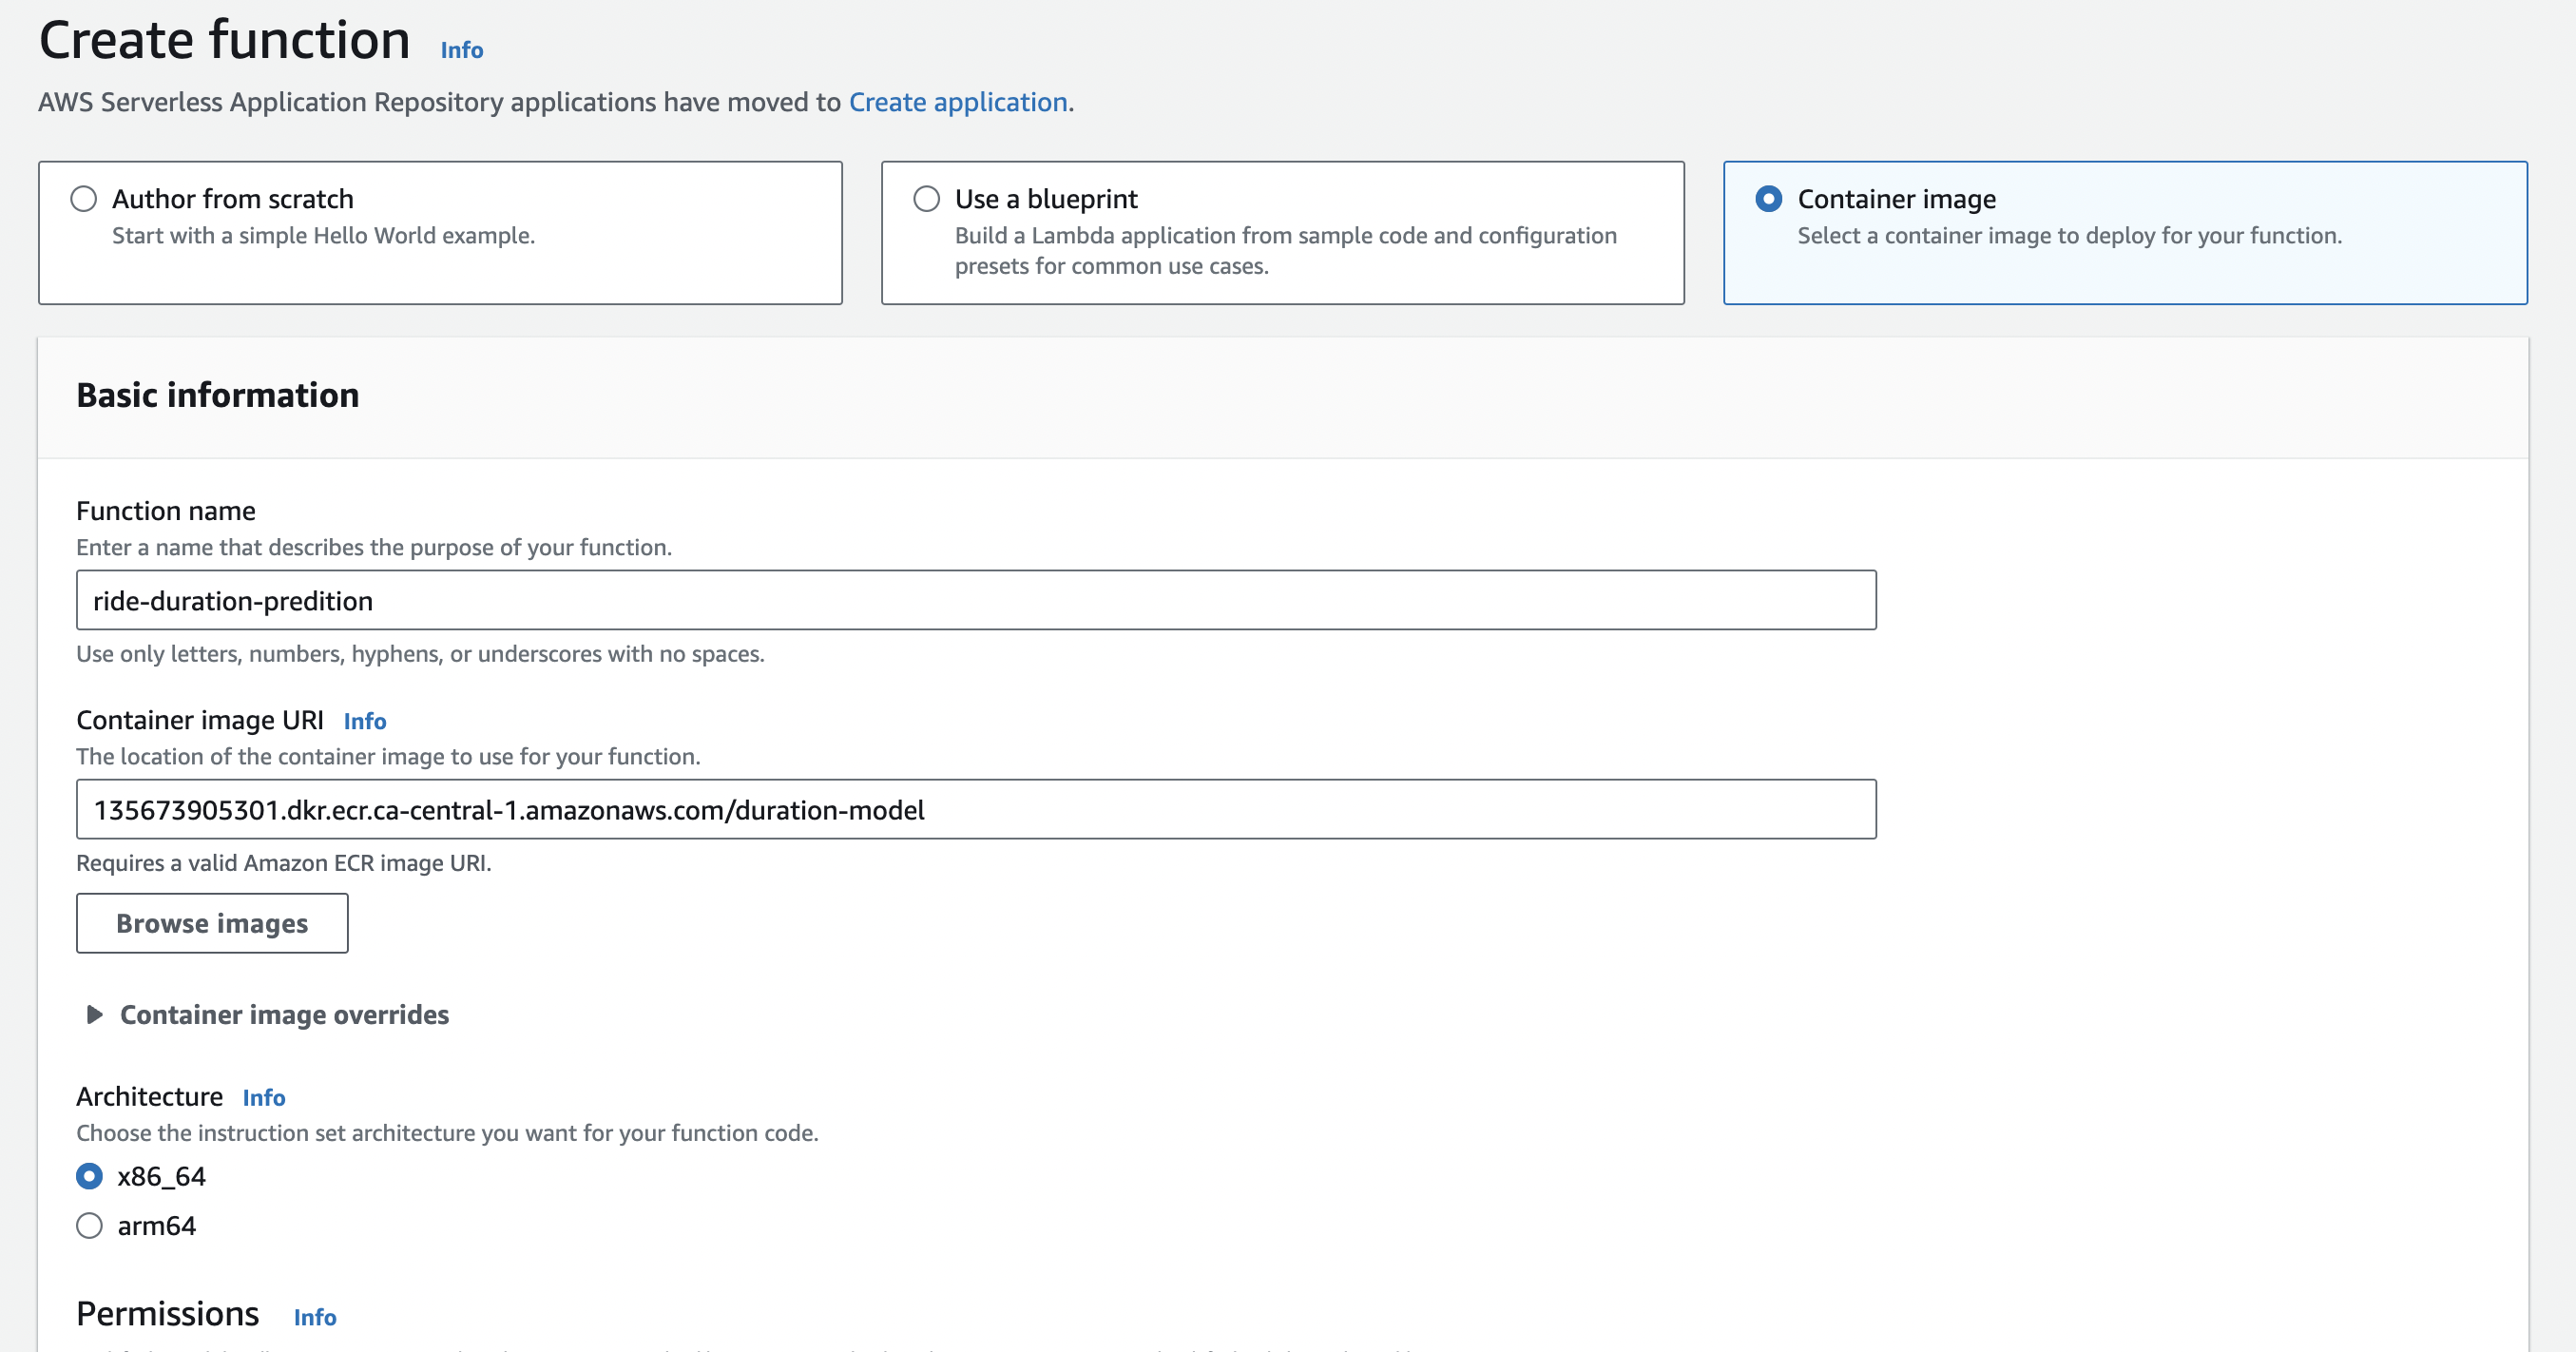 Create function Info
AWS Serverless Application Repository applications have moved to Create application.
Author from scratch
Start with a simple Hello World example.
Use a blueprint
Build a Lambda application from sample code and configuration
presets for common use cases.
Container image
Select a container image to deploy for your function.
Basic information
Function name
Enter a name that describes the purpose of your function.
ride-duration-predition
Use only letters, numbers, hyphens, or underscores with no spaces.
Container image URI Info
The location of the container image to use for your function.
135673905301.dkr.ecr.ca-central-1.amazonaws.com/duration-model
Requires a valid Amazon ECR image URI.
Browse images
Container image overrides
Architecture Info
Choose the instruction set architecture you want for your function code.
x86_64
arm64
Permissions Info